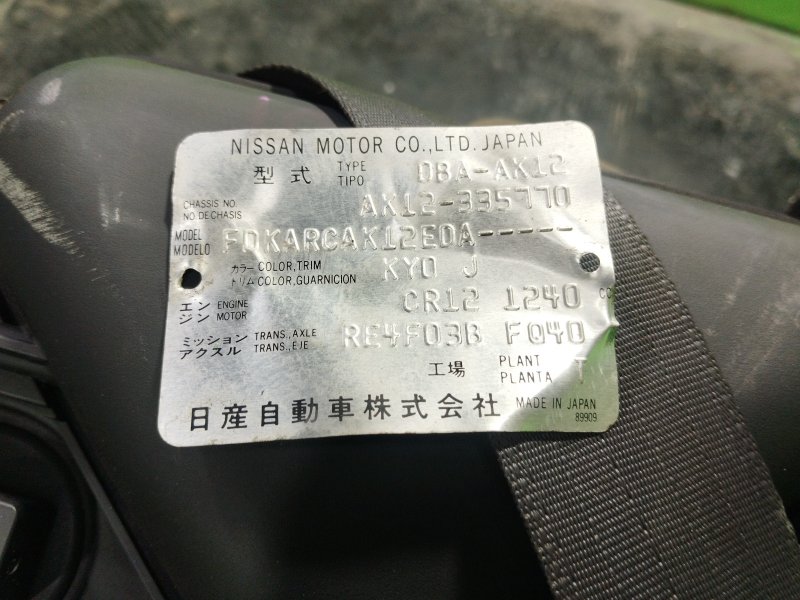 NISSAN MOTOR CO.,LTD. JAPAN
型式 TYPE TIPO DBA-AK12
CHASSIS NO. NO. DE CHASIS AK12-335770
MODEL MODELO FDKARCAK12EDA-----
カラー COLOR,TRIM トリム COLOR,GUARNICION KY0 J
エンジン ENGINE MOTOR CR12 1240 CC
ミッション TRANS.,AXLE アクスル TRANS.,EJE RE4F03B FQ40
工場 PLANT PLANTA T
日産自動車株式会社 MADE IN JAPAN
89909